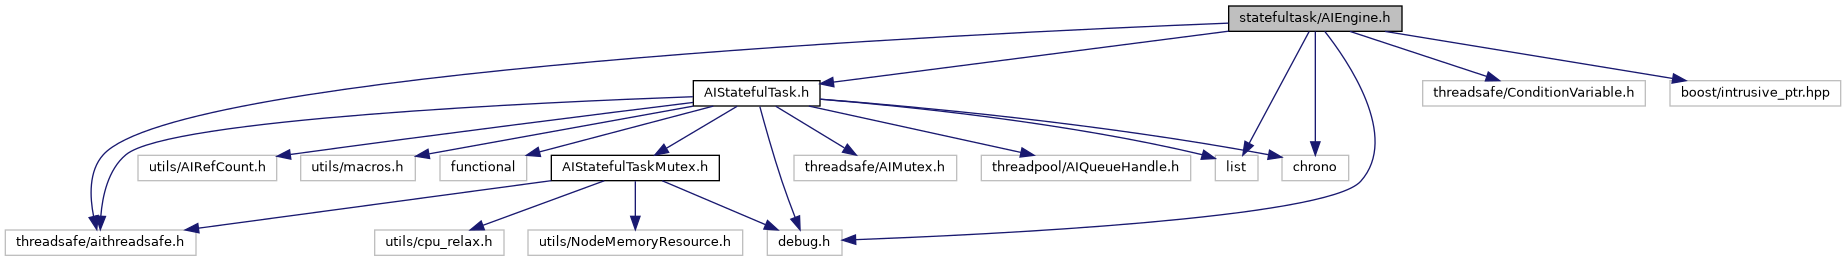 statefultask/AIEngine.h
AIStatefulTask.h
threadsafe/ConditionVariable.h
boost/intrusive_ptr.hpp
utils/AIRefCount.h
utils/macros.h
functional
AIStatefulTaskMutex.h
threadsafe/AIMutex.h
threadpool/AIQueueHandle.h
list
chrono
threadsafe/aithreadsafe.h
utils/cpu_relax.h
utils/NodeMemoryResource.h
debug.h